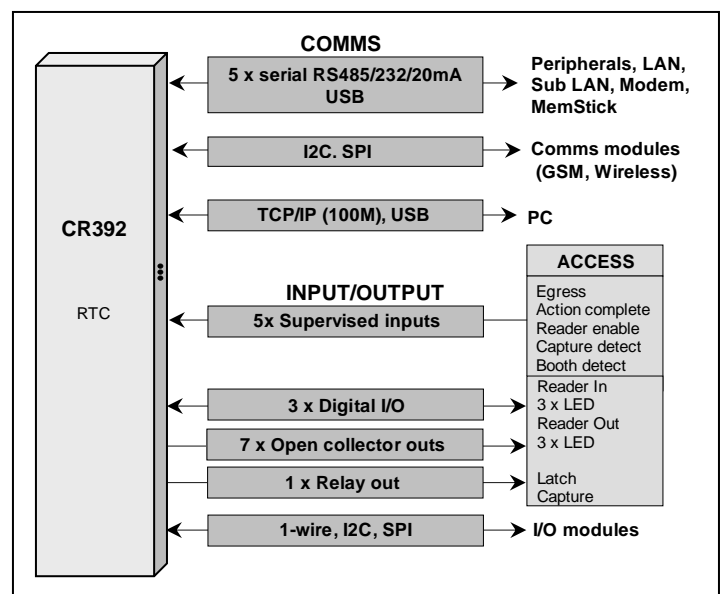 COMMS
5 x serial RS485/232/20mA
USB
Peripherals, LAN,
Sub LAN, Modem,
MemStick
I2C. SPI
Comms modules
(GSM, Wireless)
TCP/IP (100M), USB
PC
CR392
RTC
INPUT/OUTPUT
5x Supervised inputs
ACCESS
Egress
Action complete
Reader enable
Capture detect
Booth detect
3 x Digital I/O
Reader In
3 x LED
Reader Out
3 x LED
7 x Open collector outs
1 x Relay out
Latch
Capture
1-wire, I2C, SPI
I/O modules